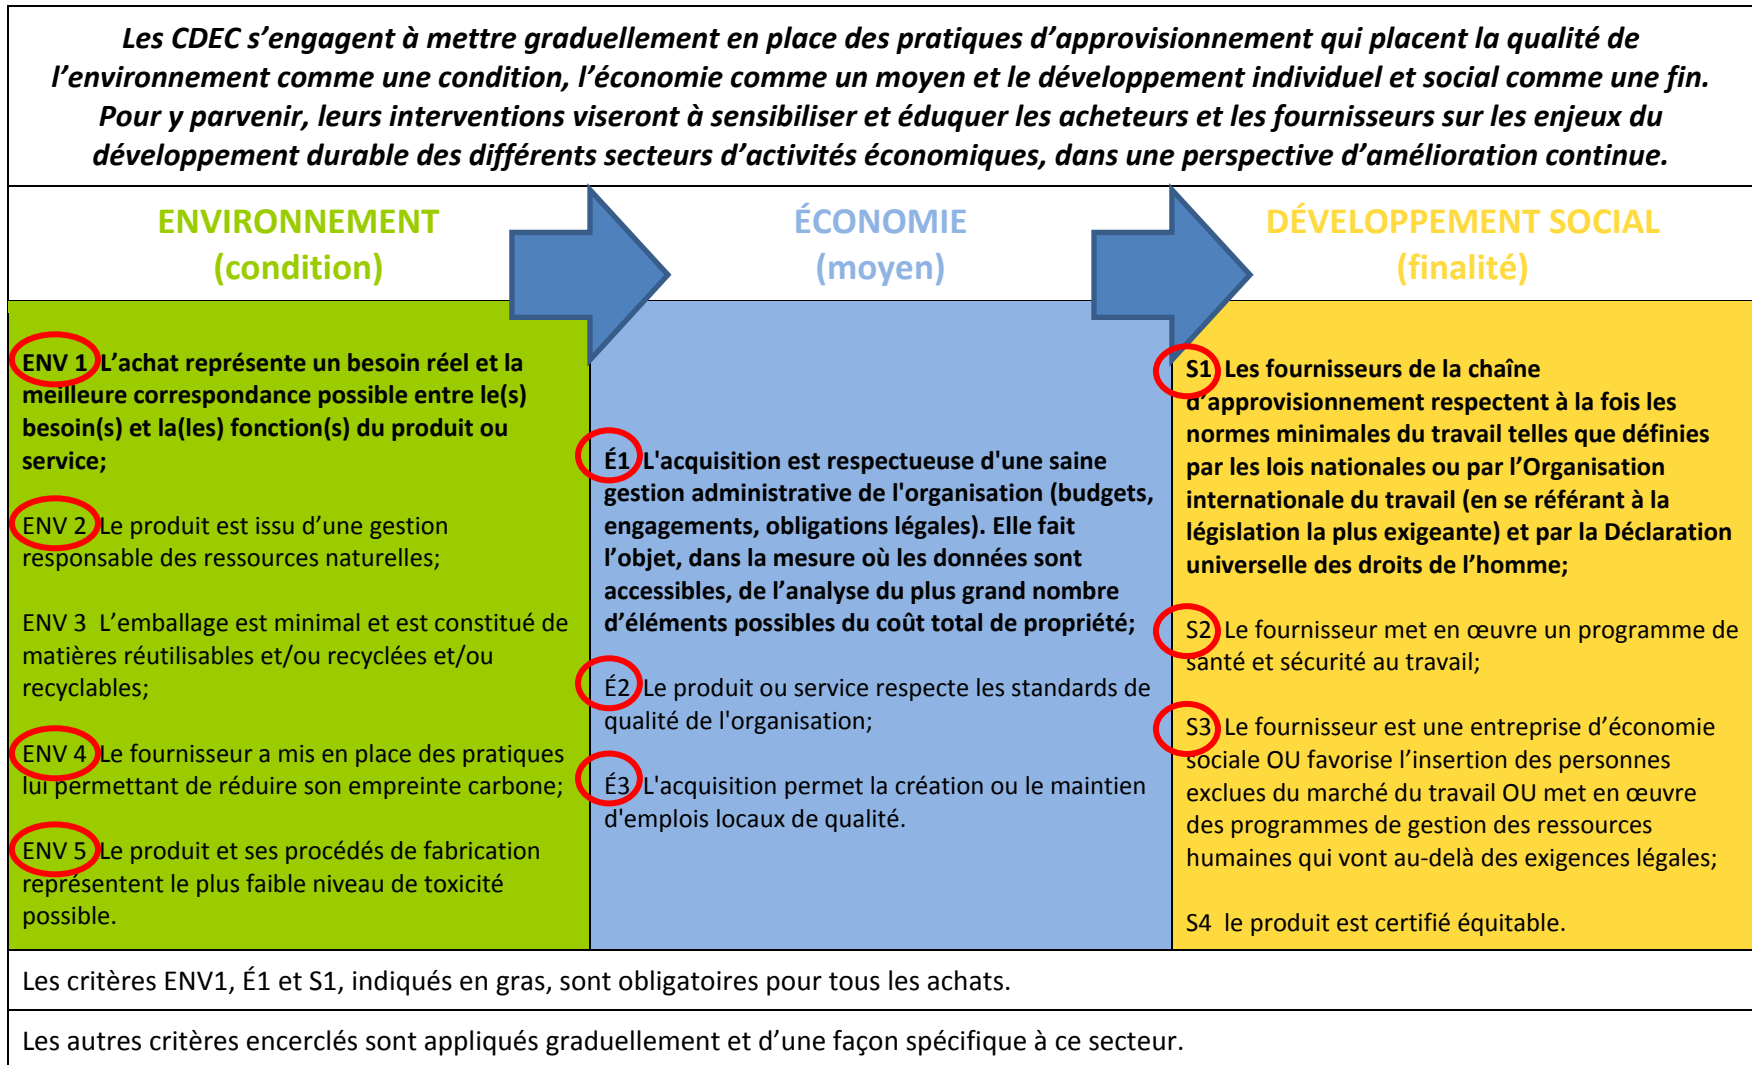 Les CDEC s’engagent à mettre graduellement en place des pratiques d’approvisionnement qui placent la qualité de
l’environnement comme une condition, l’économie comme un moyen et le développement individuel et social comme une fin.
Pour y parvenir, leurs interventions viseront à sensibiliser et éduquer les acheteurs et les fournisseurs sur les enjeux du
développement durable des différents secteurs d’activités économiques, dans une perspective d’amélioration continue.
ENVIRONNEMENT
(condition)
ÉCONOMIE
(moyen)
DÉVELOPPEMENT SOCIAL
(finalité)
ENV 1 L’achat représente un besoin réel et la
meilleure correspondance possible entre le(s)
besoin(s) et la(les) fonction(s) du produit ou
service;
ENV 2 Le produit est issu d’une gestion
responsable des ressources naturelles;
ENV 3 L’emballage est minimal et est constitué de
matières réutilisables et/ou recyclées et/ou
recyclables;
ENV 4 Le fournisseur a mis en place des pratiques
lui permettant de réduire son empreinte carbone;
ENV 5 Le produit et ses procédés de fabrication
représentent le plus faible niveau de toxicité
possible.
É1 L'acquisition est respectueuse d'une saine
gestion administrative de l'organisation (budgets,
engagements, obligations légales). Elle fait
l’objet, dans la mesure où les données sont
accessibles, de l’analyse du plus grand nombre
d’éléments possibles du coût total de propriété;
É2 Le produit ou service respecte les standards de
qualité de l'organisation;
É3 L'acquisition permet la création ou le maintien
d'emplois locaux de qualité.
S1 Les fournisseurs de la chaîne
d’approvisionnement respectent à la fois les
normes minimales du travail telles que définies
par les lois nationales ou par l’Organisation
internationale du travail (en se référant à la
législation la plus exigeante) et par la Déclaration
universelle des droits de l’homme;
S2 Le fournisseur met en œuvre un programme de
santé et sécurité au travail;
S3 Le fournisseur est une entreprise d’économie
sociale OU favorise l’insertion des personnes
exclues du marché du travail OU met en œuvre
des programmes de gestion des ressources
humaines qui vont au-delà des exigences légales;
S4 le produit est certifié équitable.
Les critères ENV1, É1 et S1, indiqués en gras, sont obligatoires pour tous les achats.
Les autres critères encerclés sont appliqués graduellement et d’une façon spécifique à ce secteur.